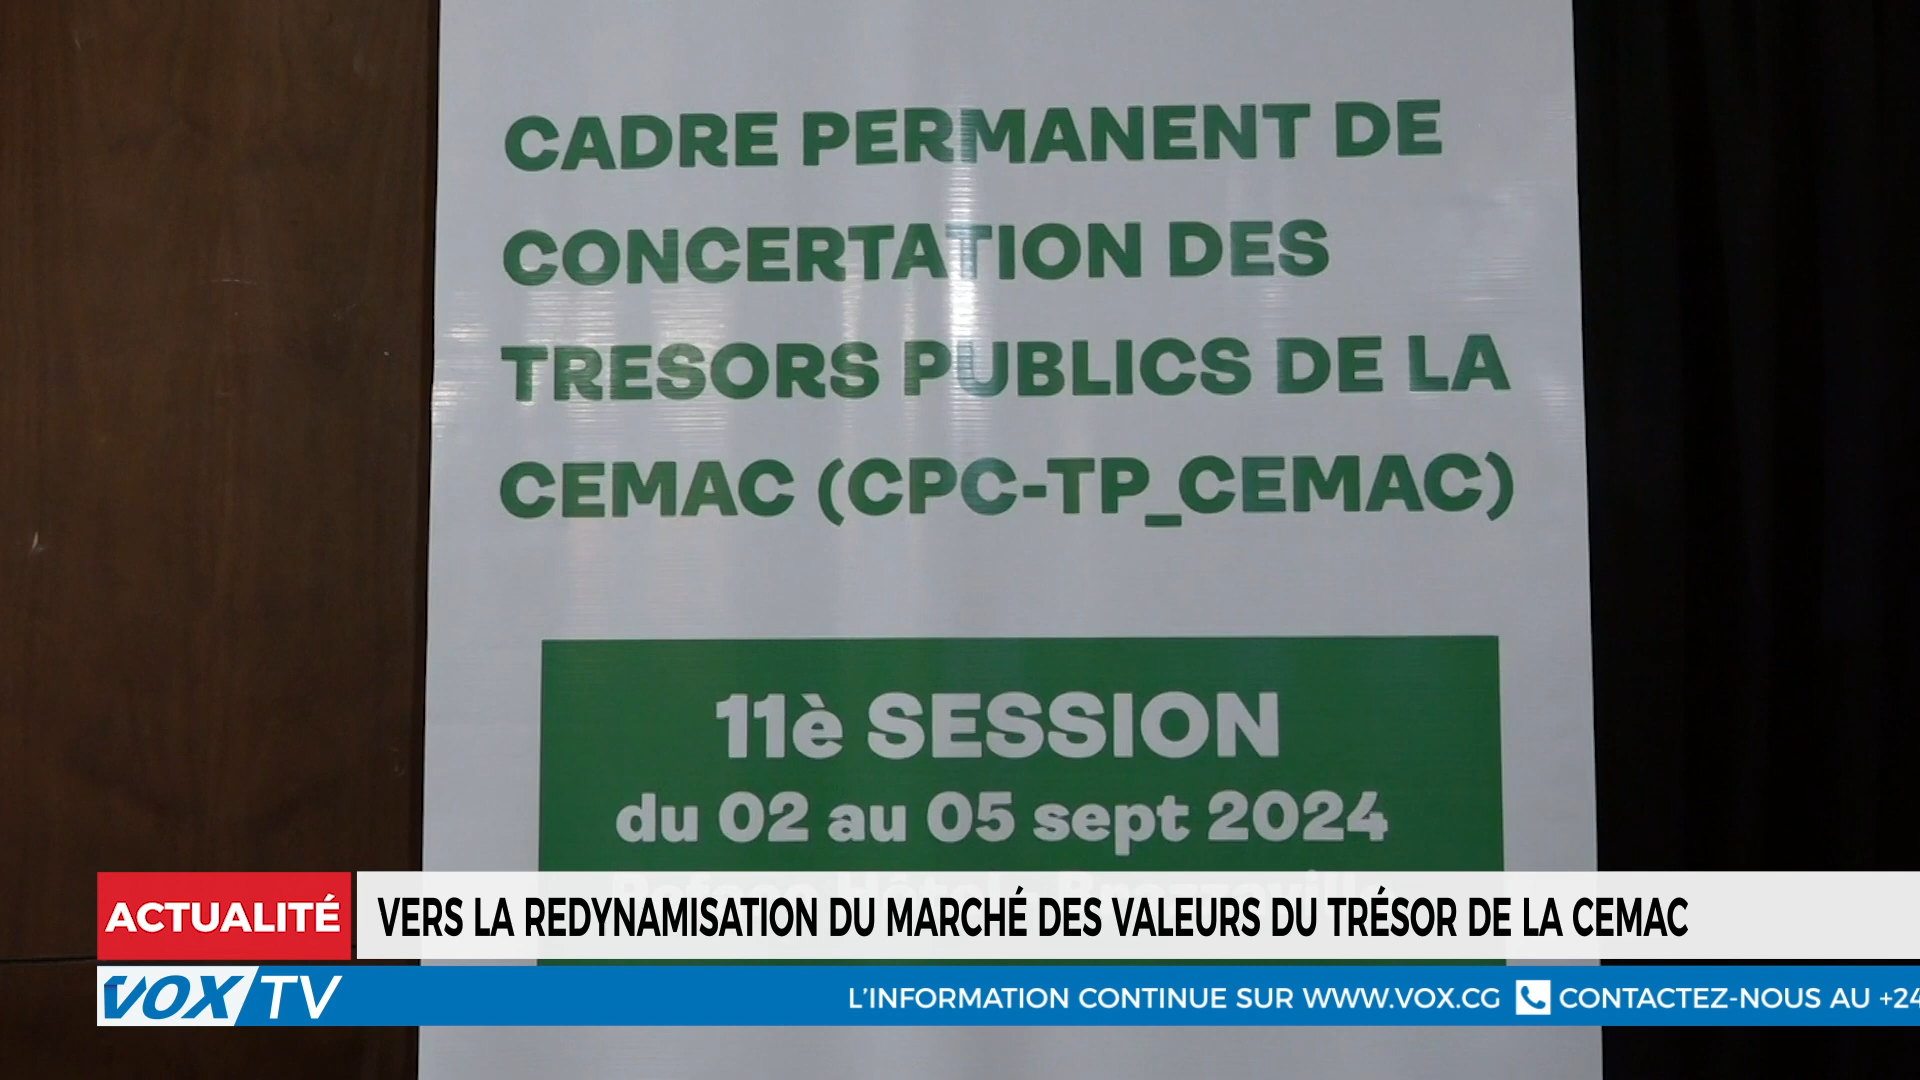 CADRE PERMANENT DE
CONCERTATION DES
TRESORS PUBLICS DE LA
CEMAC (CPC-TP_CEMAC)
11è SESSION
du 02 au 05 sept 2024
ACTUALITÉ
VERS LA REDYNAMISATION DU MARCHÉ DES VALEURS DU TRÉSOR DE LA CEMAC
VOX TV
L'INFORMATION CONTINUE SUR WWW.VOX.CG CONTACTEZ-NOUS AU +24